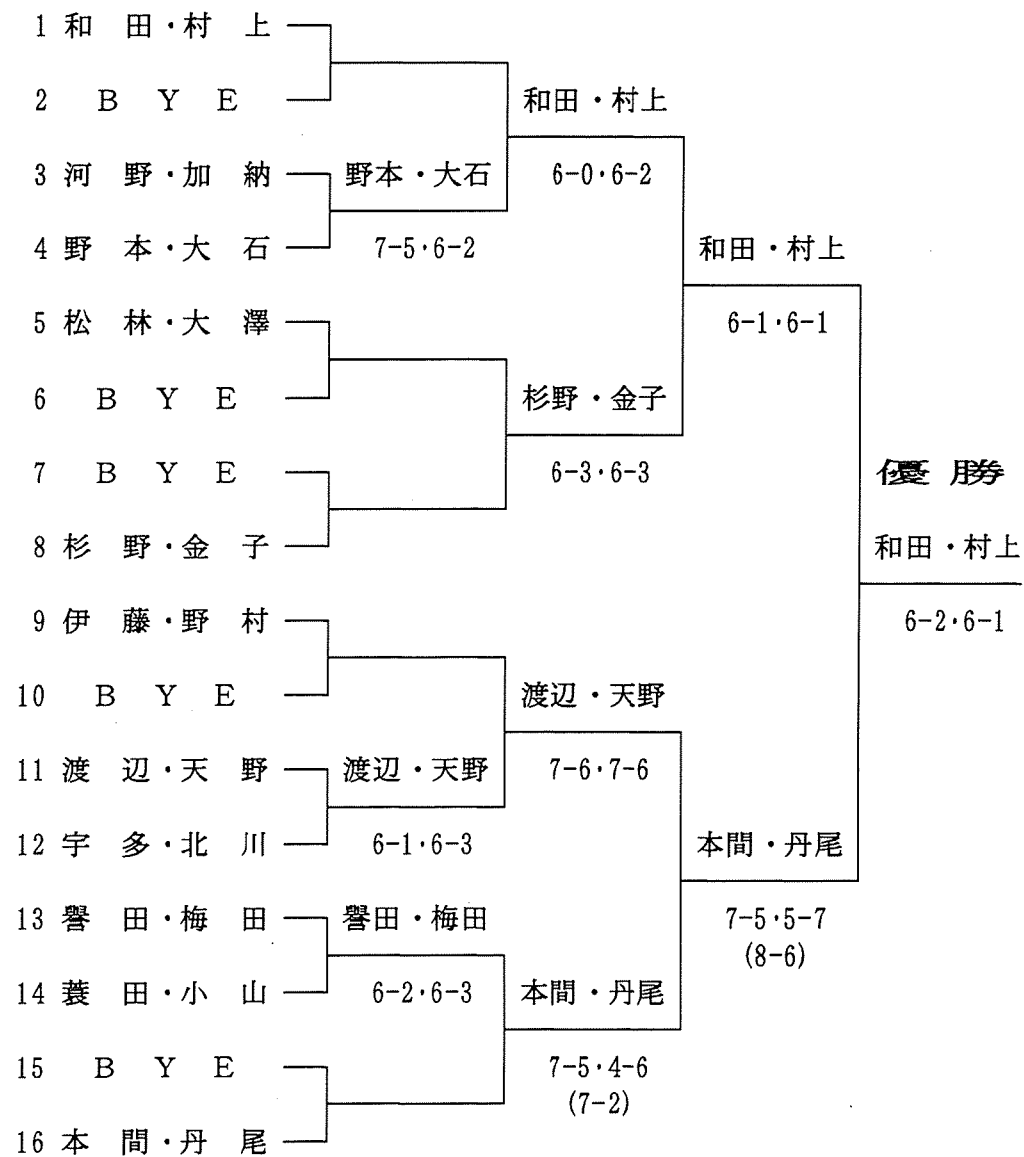 1 和 田・村 上
2 BYE
和田・村上
3 河 野・加 納
野本・大石
6-0・6-2
4 野 本・大 石
7-5・6-2
和田・村上
5 松 林・大 澤
6-1・6-1
6 BYE
杉野・金子
7 BYE
6-3・6-3
優勝
8 杉 野・金 子
和田・村上
9 伊 藤・野 村
6-2・6-1
10 BYE
渡辺・天野
11 渡 辺・天 野
渡辺・天野
7-6・7-6
12 宇 多・北 川
6-1・6-3
本間・丹尾
13 誉 田・梅 田
譽田・梅田
7-5・5-7
(8-6)
14 蓑 田・小 山
6-2・6-3
本間・丹尾
15 BYE
7-5・4-6
(7-2)
16 本 間・丹 尾